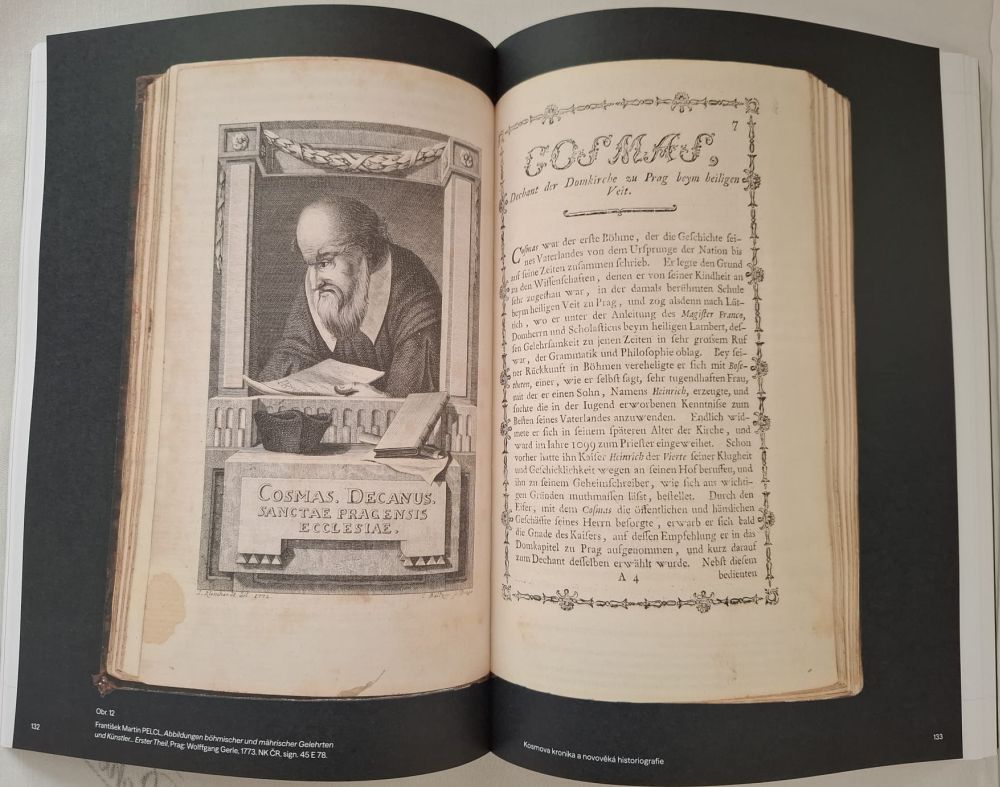 COSMAS. DECANUS.
SANCTAE PRAGENSIS
ECCLESIAE.
del. 1772
Obr. 12
František Martin PELCL, Abbildungen böhmischer und mährischer Gelehrten
und Künstler... Erster Theil, Prag: Wolffgang Gerle, 1773. NK ČR, sign. 45 E 78.
132
7
COSMAS,
Dechant der Domkirche zu Prag beym heiligen
Veit.
Cosmas war der erste Böhme, der die Geschichte sei-
nes Vaterlandes von dem Ursprunge der Nation bis
auf seine Zeiten zusammen schrieb. Er legte den Grund
zu den Wissenschaften, denen er von seiner Kindheit an
sehr zugethan war, in der damals berühmten Schule
beym heiligen Veit zu Prag, und zog alsdenn nach Lüt-
tich, wo er unter der Anleitung des Magister Franco,
Domherrn und Scholasticus beym heiligen Lambert, des-
sen Gelehrsamkeit zu jenen Zeiten in sehr grossem Ruf
war, der Grammatik und Philosophie oblag. Bey sei-
ner Rückkunft in Böhmen verehligte er sich mit Bose-
theten, einer, wie er selbst sagt, sehr tugendhaften Frau,
mit der er einen Sohn, Namens Heinrich, erzeugte, und
suchte die in der Iugend erworbenen Kenntnisse zum
Besten seines Vaterlandes anzuwenden. Endlich wid-
mete er sich in seinem späteren Alter der Kirche, und
ward im Iahre 1099 zum Priester eingeweihet. Schon
vorher hatte ihn Kaiser Heinrich der Vierte seiner Klugheit
und Geschicklichkeit wegen an seinen Hof beruffen, und
ihn zu seinem Geheimschreiber, wie sich aus wichti-
gen Gründen muthmassen lässt, bestellet. Durch den
Eifer, mit dem Cosmas die öffentlichen und häuslichen
Geschäfte seines Herrn besorgte, erwarb er sich bald
die Gnade des Kaisers, auf dessen Empfehlung er in das
Domkapitel zu Prag aufgenommen, und kurz darauf
zum Dechant desselben erwählt wurde. Nebst diesem
A 4 bedienten
Kosmova kronika a novověká historiografie
133